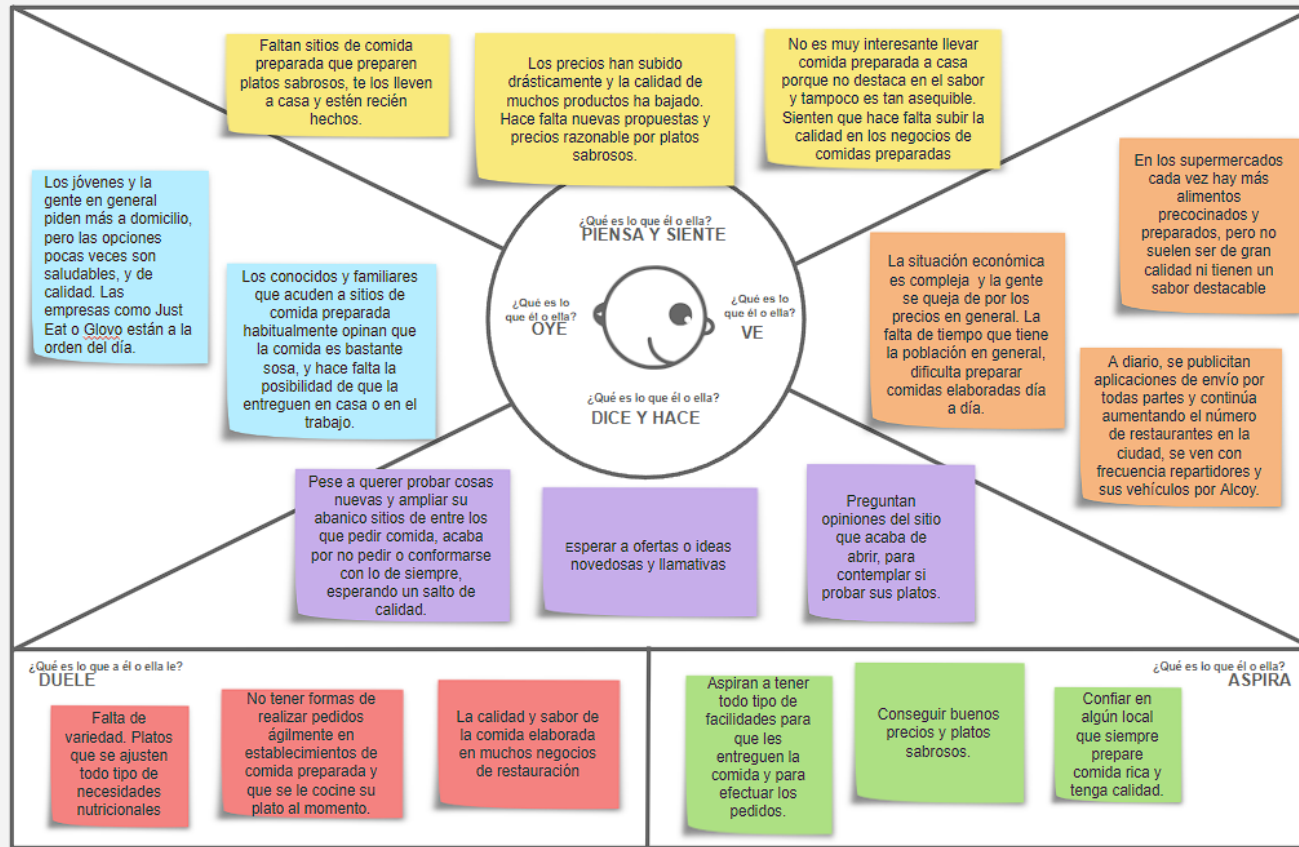 Faltan sitios de comida
preparada que preparen
platos sabrosos, te los lleven
a casa y estén recién
hechos.
Los precios han subido
drásticamente y la calidad de
muchos productos ha bajado.
Hace falta nuevas propuestas y
precios razonable por platos
sabrosos.
No es muy interesante llevar
comida preparada a casa
porque no destaca en el sabor
y tampoco es tan asequible.
Sienten que hace falta subir la
calidad en los negocios de
comidas preparadas
Los jóvenes y la
gente en general
piden más a domicilio,
pero las opciones
pocas veces son
saludables, y de
calidad. Las
empresas como Just
Eat o Glovo están a la
orden del día.
Los conocidos y familiares
que acuden a sitios de
comida preparada
habitualmente opinan que
la comida es bastante
sosa, y hace falta la
posibilidad de que la
entreguen en casa o en el
trabajo.
¿Qué es lo que él o ella?
PIENSA Y SIENTE
¿Qué es lo
que él o ella?
OYE
¿Qué es lo
que él o ella?
VE
¿Qué es lo que él o ella?
DICE Y HACE
La situación económica
es compleja y la gente
se queja de por los
precios en general. La
falta de tiempo que tiene
la población en general,
dificulta preparar
comidas elaboradas día
a día.
En los supermercados
cada vez hay más
alimentos
precocinados y
preparados, pero no
suelen ser de gran
calidad ni tienen un
sabor destacable
A diario, se publicitan
aplicaciones de envío por
todas partes y continúa
aumentando el número
de restaurantes en la
ciudad, se ven con
frecuencia repartidores y
sus vehículos por Alcoy.
Pese a querer probar cosas
nuevas y ampliar su
abanico sitios de entre los
que pedir comida, acaba
por no pedir o conformarse
con lo de siempre,
esperando un salto de
calidad.
Esperar a ofertas o ideas
novedosas y llamativas
Preguntan
opiniones del sitio
que acaba de
abrir, para
contemplar si
probar sus platos.
¿Qué es lo que a él o ella le?
DUELE
Falta de
variedad. Platos
que se ajusten
todo tipo de
necesidades
nutricionales
No tener formas de
realizar pedidos
ágilmente en
establecimientos de
comida preparada y
que se le cocine su
plato al momento.
La calidad y sabor de
la comida elaborada
en muchos negocios
de restauración
¿Qué es lo que él o ella?
ASPIRA
Aspiran a tener
todo tipo de
facilidades para
que les
entreguen la
comida y para
efectuar los
pedidos.
Conseguir buenos
precios y platos
sabrosos.
Confiar en
algún local
que siempre
prepare
comida rica y
tenga calidad.